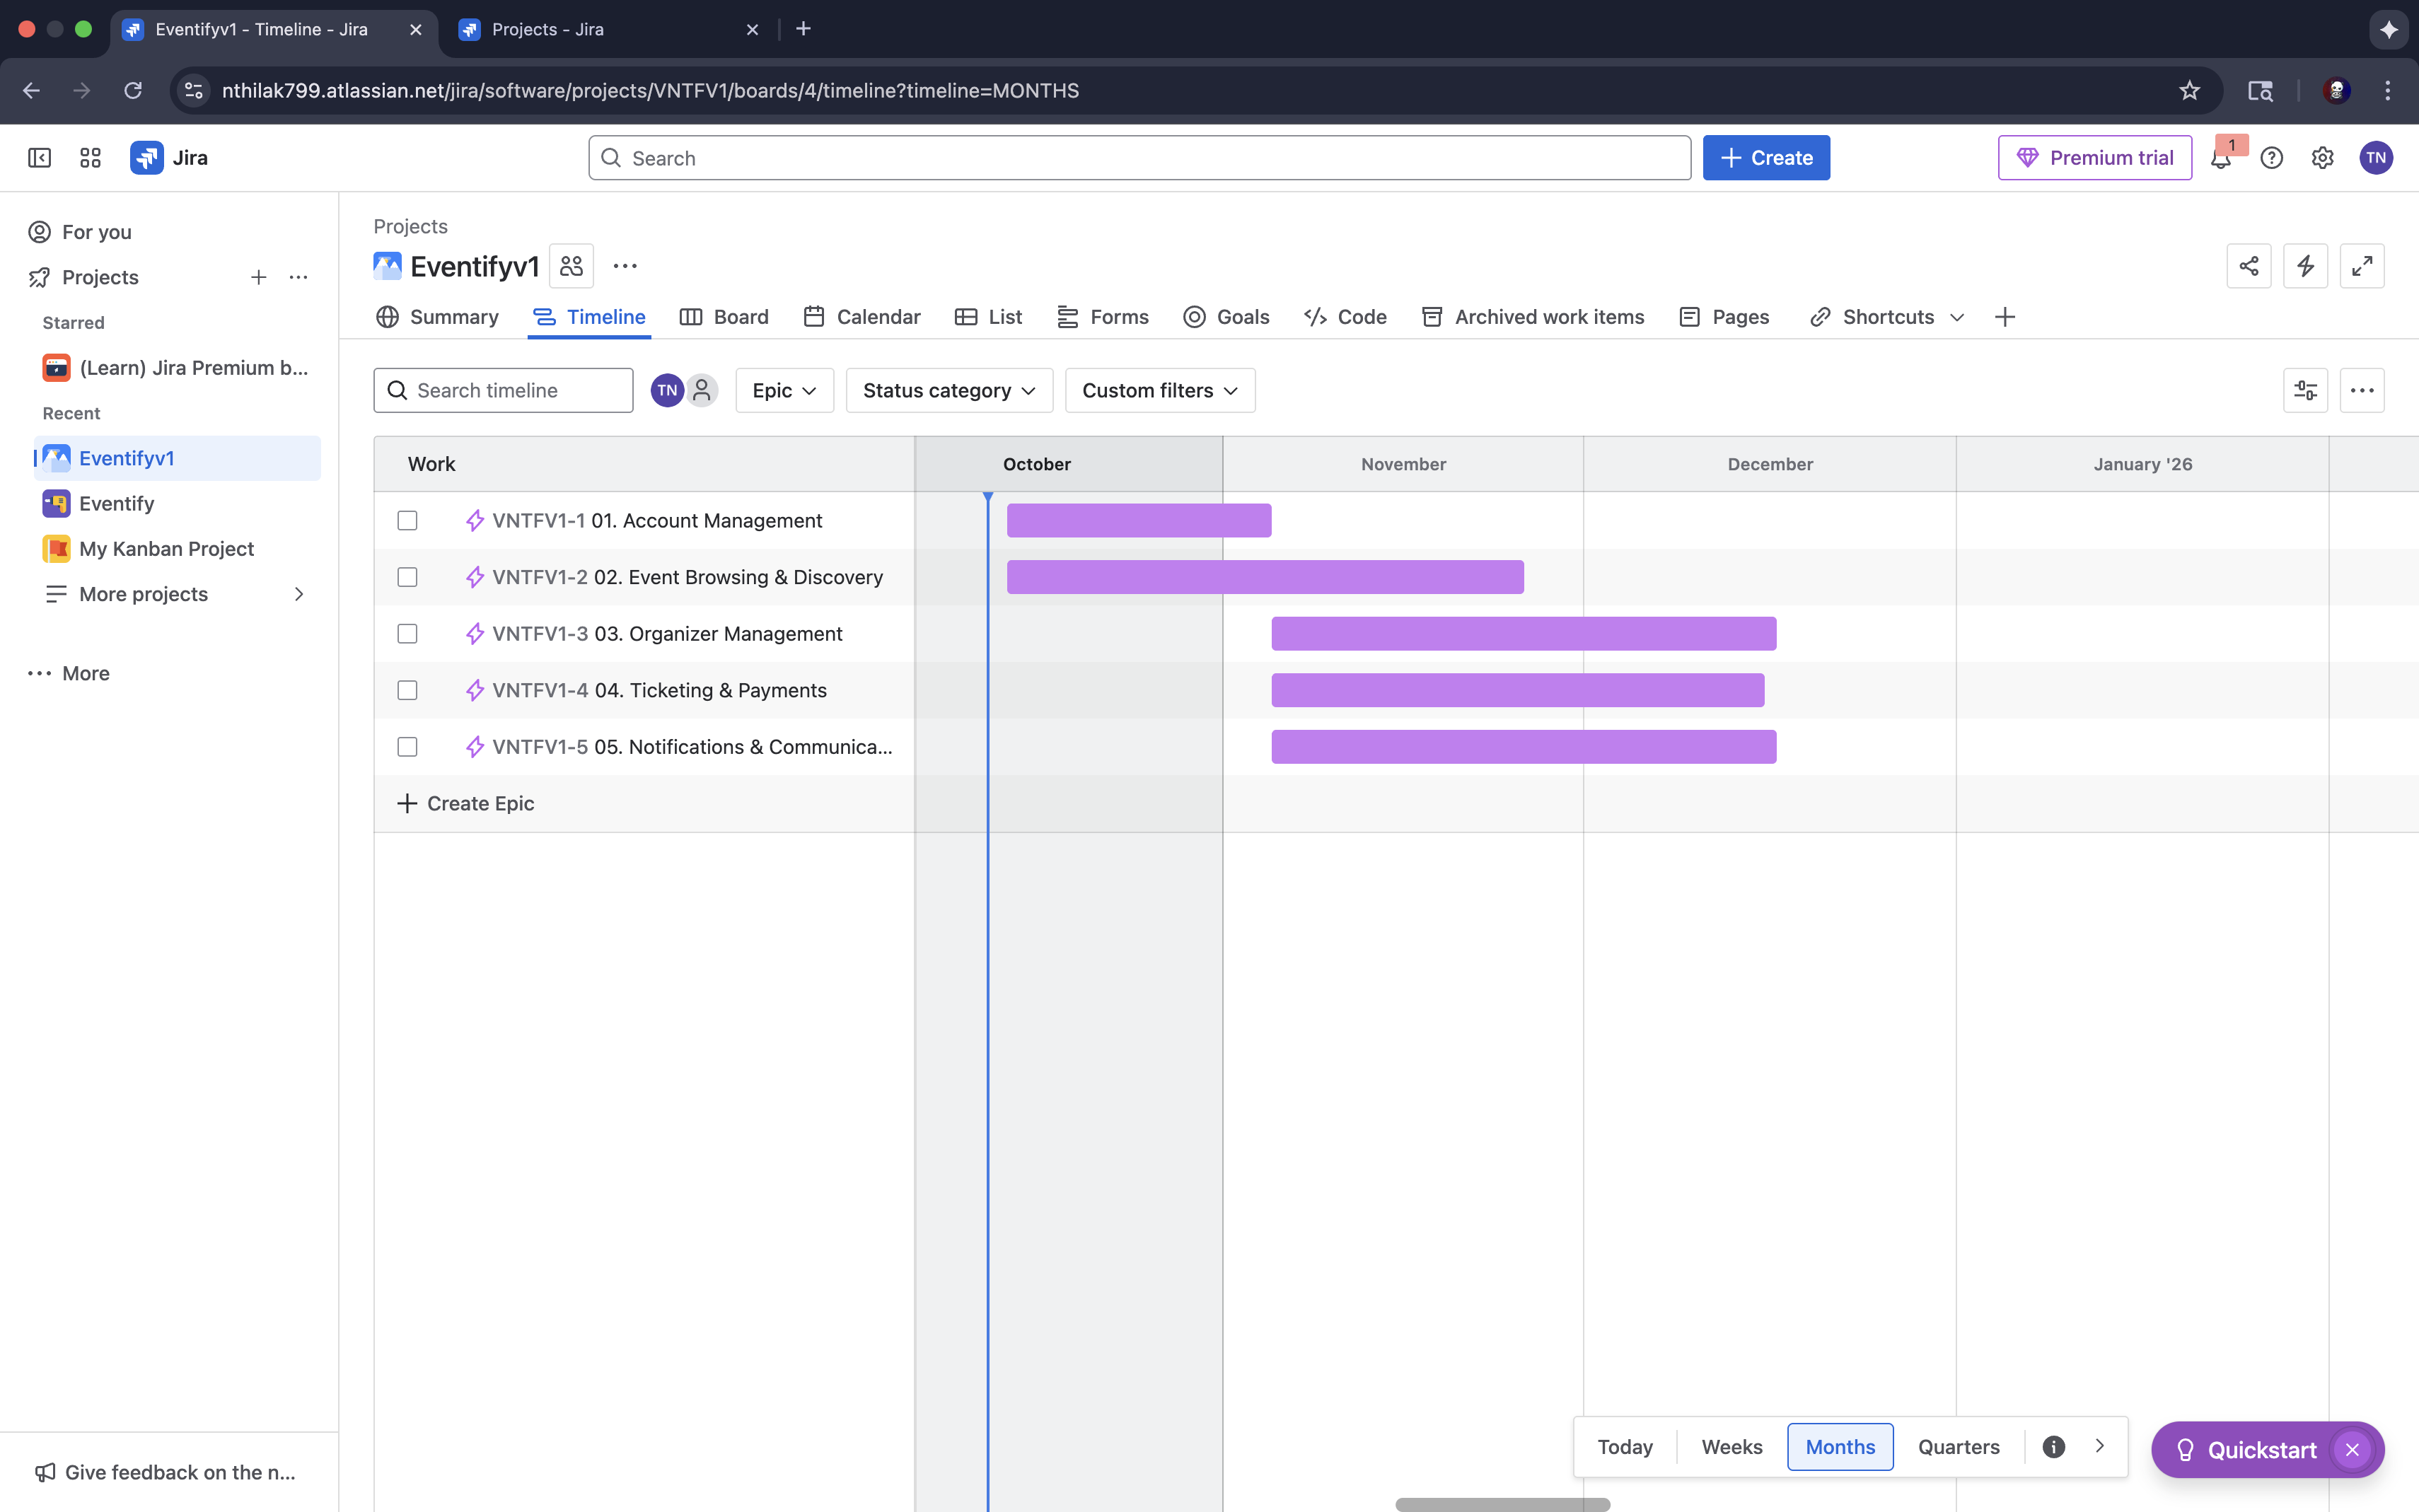 Eventifyv1 - Timeline - Jira
Projects - Jira
nthilak799.atlassian.net/jira/software/projects/VNTFV1/boards/4/timeline?timeline=MONTHS
Jira
Search
Create
Premium trial
1
TN
For you
Projects
Starred
(Learn) Jira Premium b...
Recent
Eventifyv1
Eventify
My Kanban Project
More projects
More
Give feedback on the n...
Projects
Eventifyv1
Summary
Timeline
Board
Calendar
List
Forms
Goals
Code
Archived work items
Pages
Shortcuts
Search timeline
TN
Epic
Status category
Custom filters
Work
October
November
December
January '26
VNTFV1-1 01. Account Management
VNTFV1-2 02. Event Browsing & Discovery
VNTFV1-3 03. Organizer Management
VNTFV1-4 04. Ticketing & Payments
VNTFV1-5 05. Notifications & Communica...
Create Epic
Today
Weeks
Months
Quarters
Quickstart